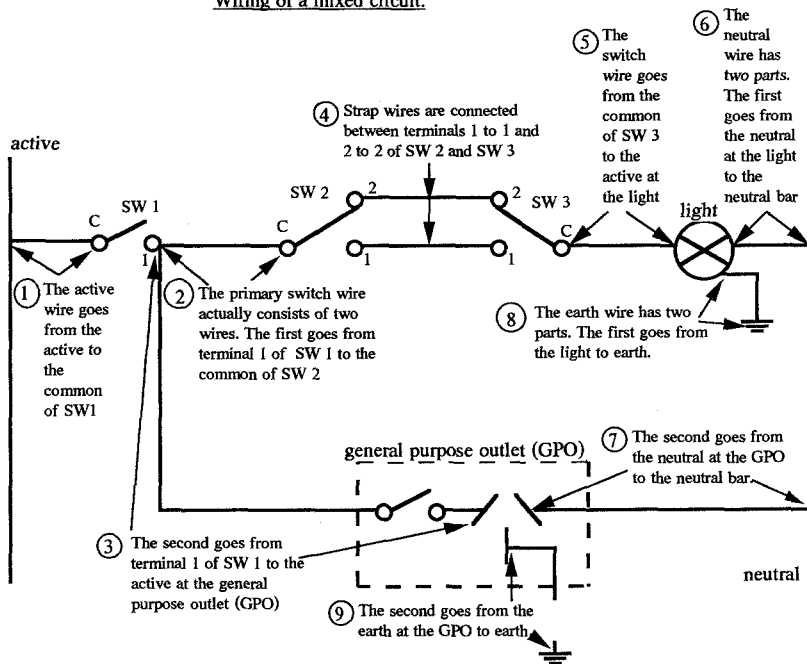 Wiring of a mixed circuit.
active
C
SW 1
1
1 The active
wire goes
from the
active to
the
common
of SW1
2 The primary switch wire
actually consists of two
wires. The first goes from
terminal 1 of SW 1 to the
common of SW 2
C
SW 2
2
1
4 Strap wires are connected
between terminals 1 to 1 and
2 to 2 of SW 2 and SW 3
2
1
SW 3
C
5 The
switch
wire goes
from the
common
of SW 3
to the
active at
the light
6 The
neutral
wire has
two parts.
The first
goes from
the neutral
at the light
to the
neutral bar
light
8 The earth wire has two
parts. The first goes from
the light to earth.
general purpose outlet (GPO)
7 The second goes from
the neutral at the GPO
to the neutral bar.
3 The second goes from
terminal 1 of SW 1 to the
active at the general
purpose outlet (GPO)
neutral
9 The second goes from the
earth at the GPO to earth